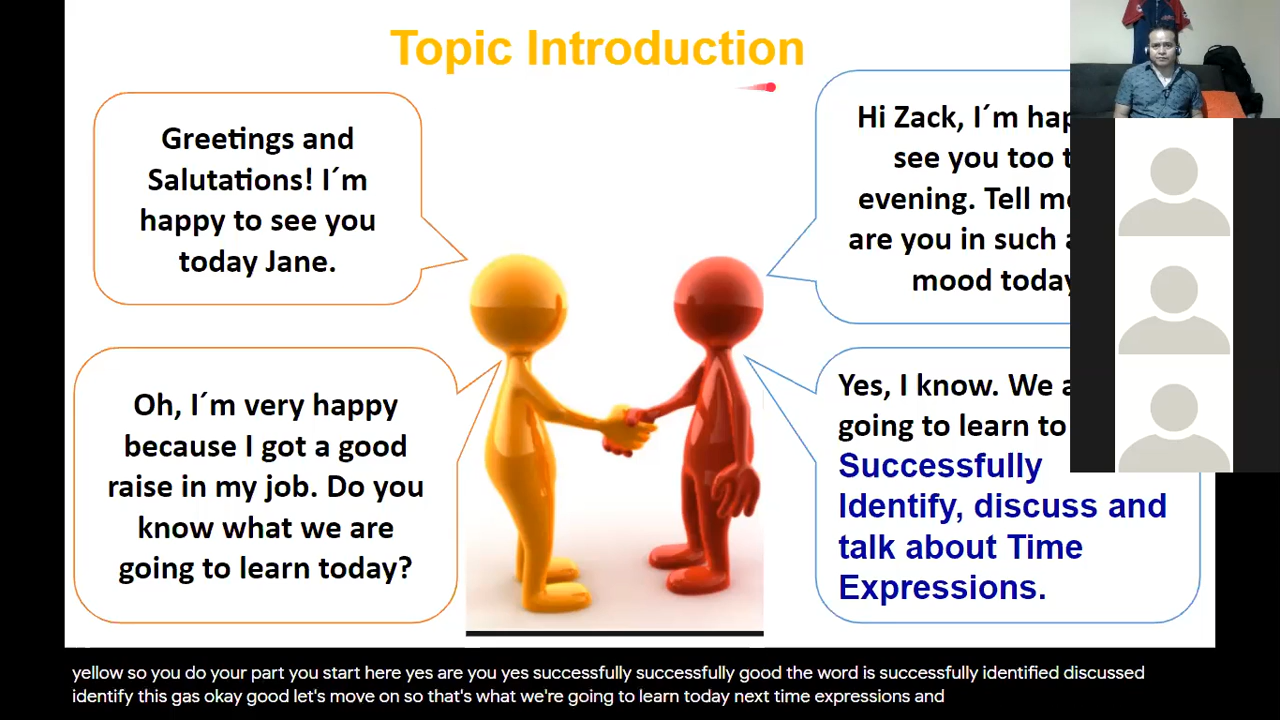 Topic Introduction
Greetings and
Salutations! I´m
happy to see you
today Jane.
Hi Zack, I´m
see you too
evening. Tell
are you in such
mood
Oh, I´m very happy
because I got a good
raise in my job. Do you
know what we are
going to learn today?
Yes, I know. We
going to learn to
Successfully
Identify, discuss and
talk about Time
Expressions.
yellow so you do your part you start here yes are you yes successfully successfully good the word is successfully identified discussed
identify this gas okay good let's move on so that's what we're going to learn today next time expressions and